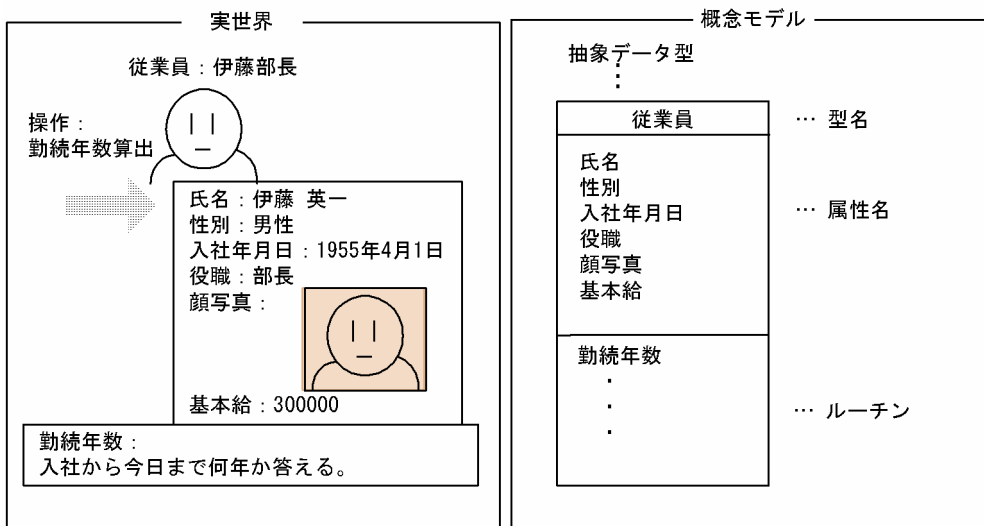 実世界
従業員：伊藤部長
操作：
勤続年数算出
氏名：伊藤 英一
性別：男性
入社年月日：1955年4月1日
役職：部長
顔写真：
基本給：300000
勤続年数：
入社から今日まで何年か答える。
概念モデル
抽象データ型
従業員
… 型名
氏名
性別
入社年月日
… 属性名
役職
顔写真
基本給
勤続年数
… ルーチン